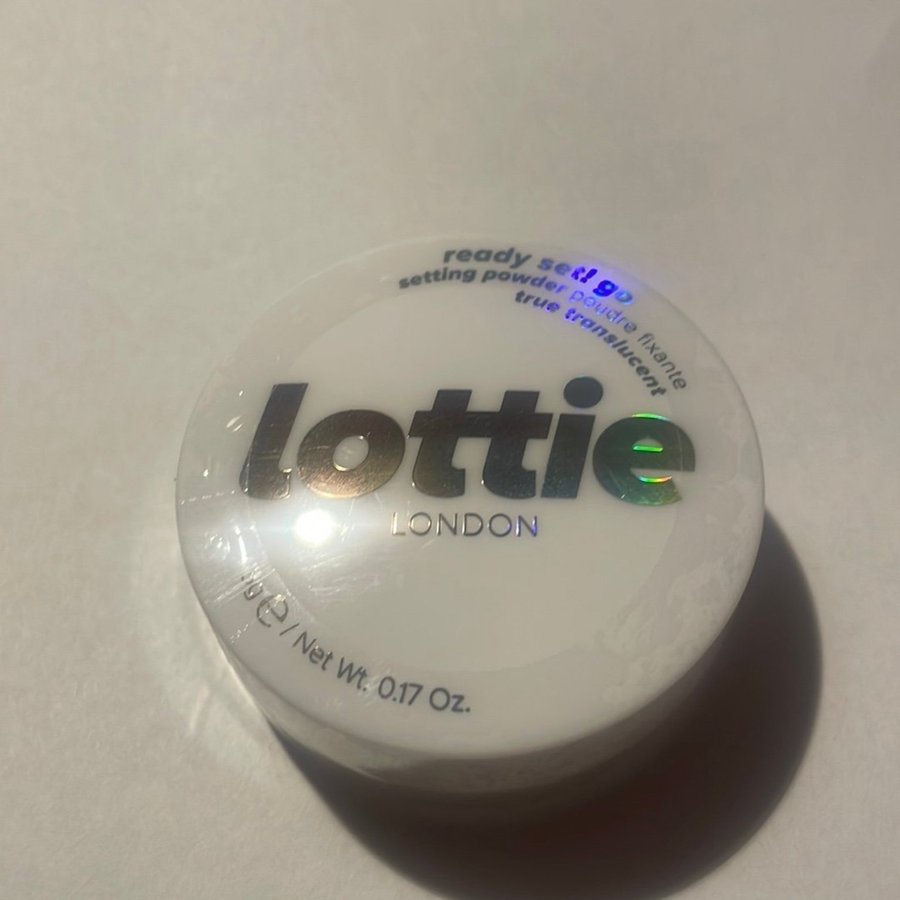 ready set! go
setting powder poudre fixante
true translucent
lottie
LONDON
e / Net Wt. 0.17 Oz.